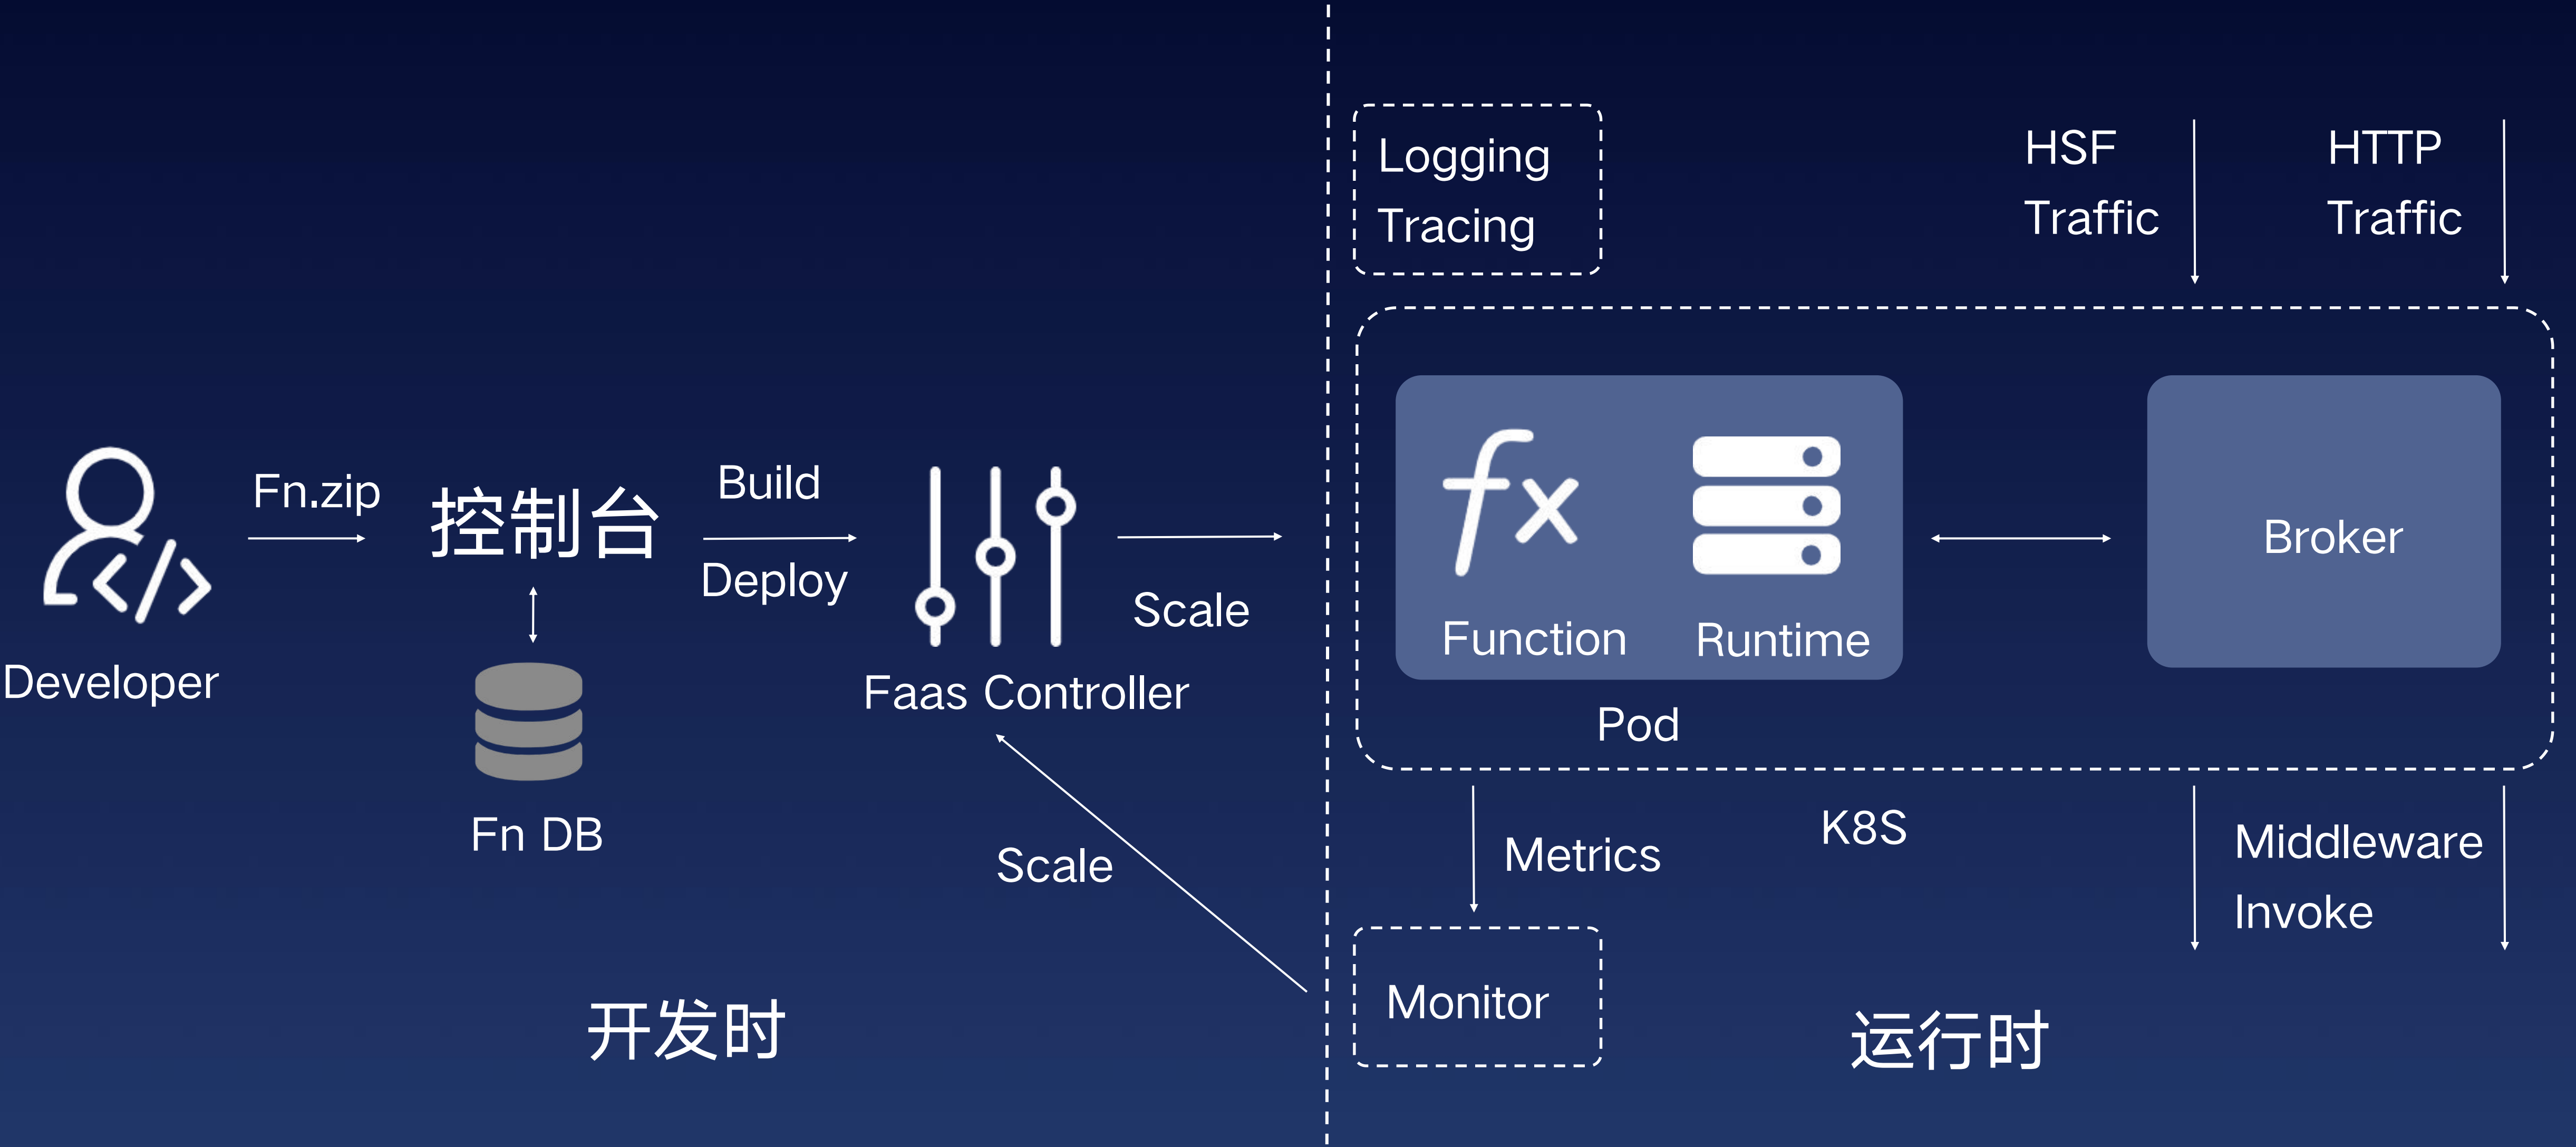 Developer
Fn.zip
控制台
Fn DB
Build
Deploy
Faas Controller
Scale
Scale
开发时
Logging
Tracing
HSF
Traffic
HTTP
Traffic
Function
Runtime
Pod
Broker
Metrics
K8S
Middleware
Invoke
Monitor
运行时